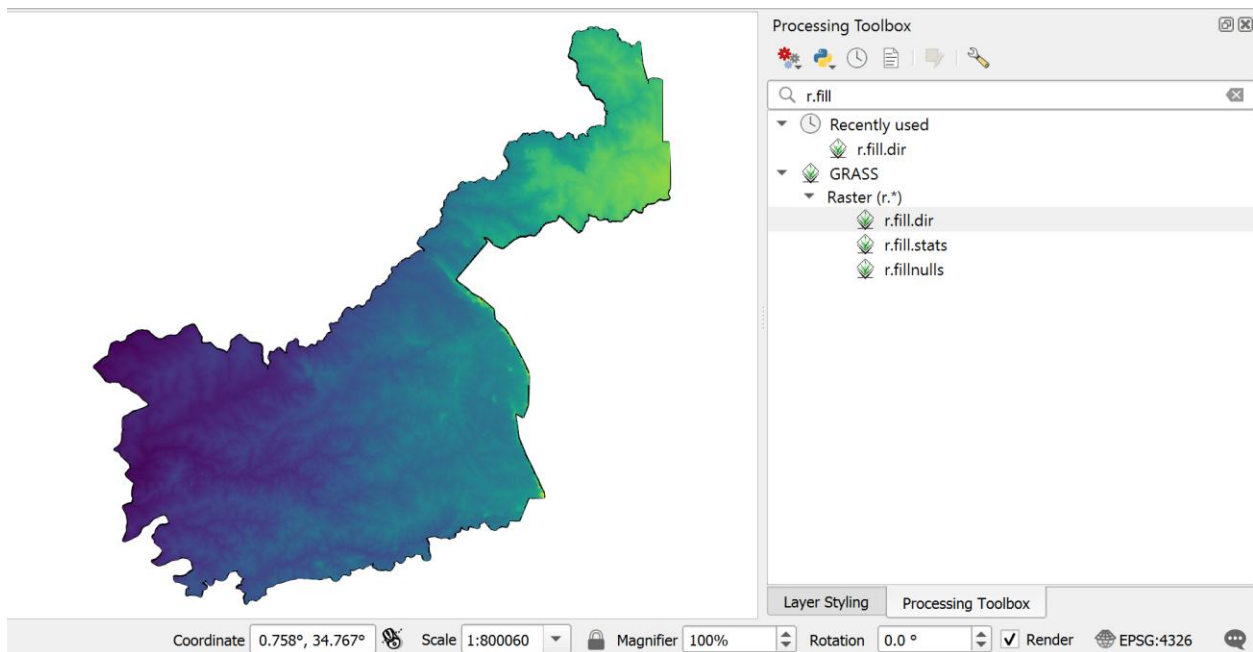 Processing Toolbox
r.fill
Recently used
r.fill.dir
GRASS
Raster (r.*)
r.fill.dir
r.fill.stats
r.fillnulls
Layer Styling Processing Toolbox
Coordinate 0.758°, 34.767° Scale 1:800060 Magnifier 100% Rotation 0.0 ° Render EPSG:4326